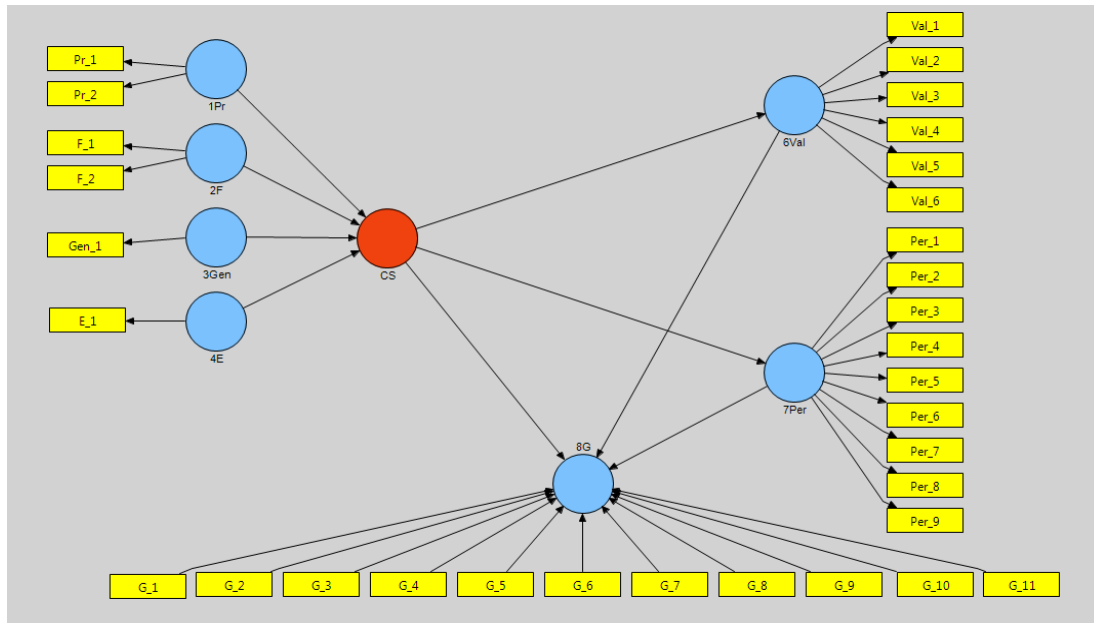 Pr_1
Pr_2
1Pr
F_1
F_2
2F
Gen_1
3Gen
E_1
4E
CS
Val_1
Val_2
Val_3
Val_4
Val_5
Val_6
6Val
Per_1
Per_2
Per_3
Per_4
Per_5
Per_6
Per_7
Per_8
Per_9
7Per
8G
G_1 G_2 G_3 G_4 G_5 G_6 G_7 G_8 G_9 G_10 G_11